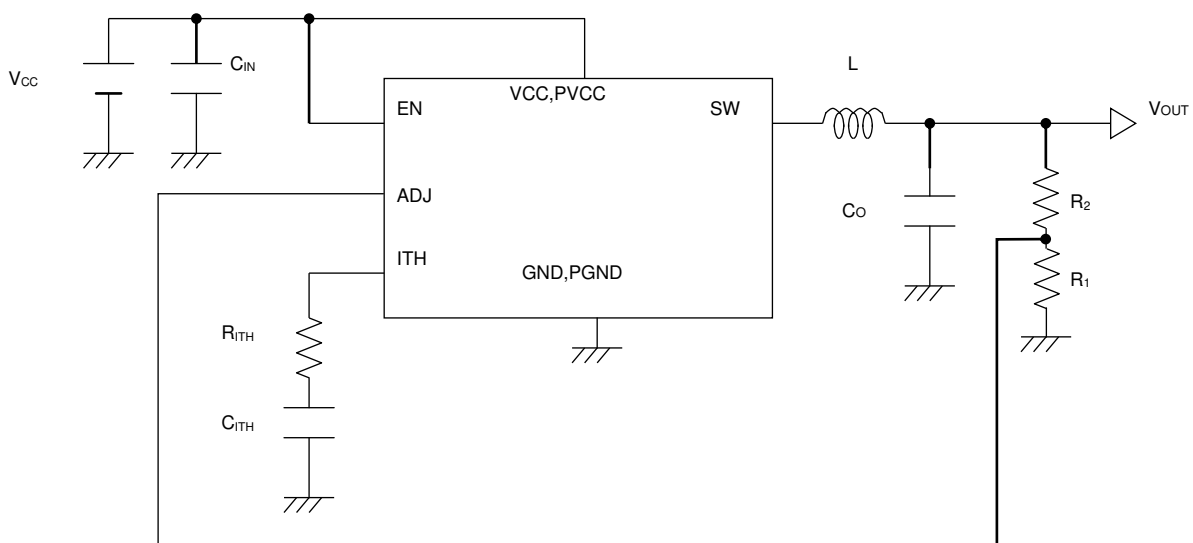 VCC
CIN
EN
VCC,PVCC
SW
L
VOUT
ADJ
CO
R2
ITH
GND,PGND
R1
RITH
CITH